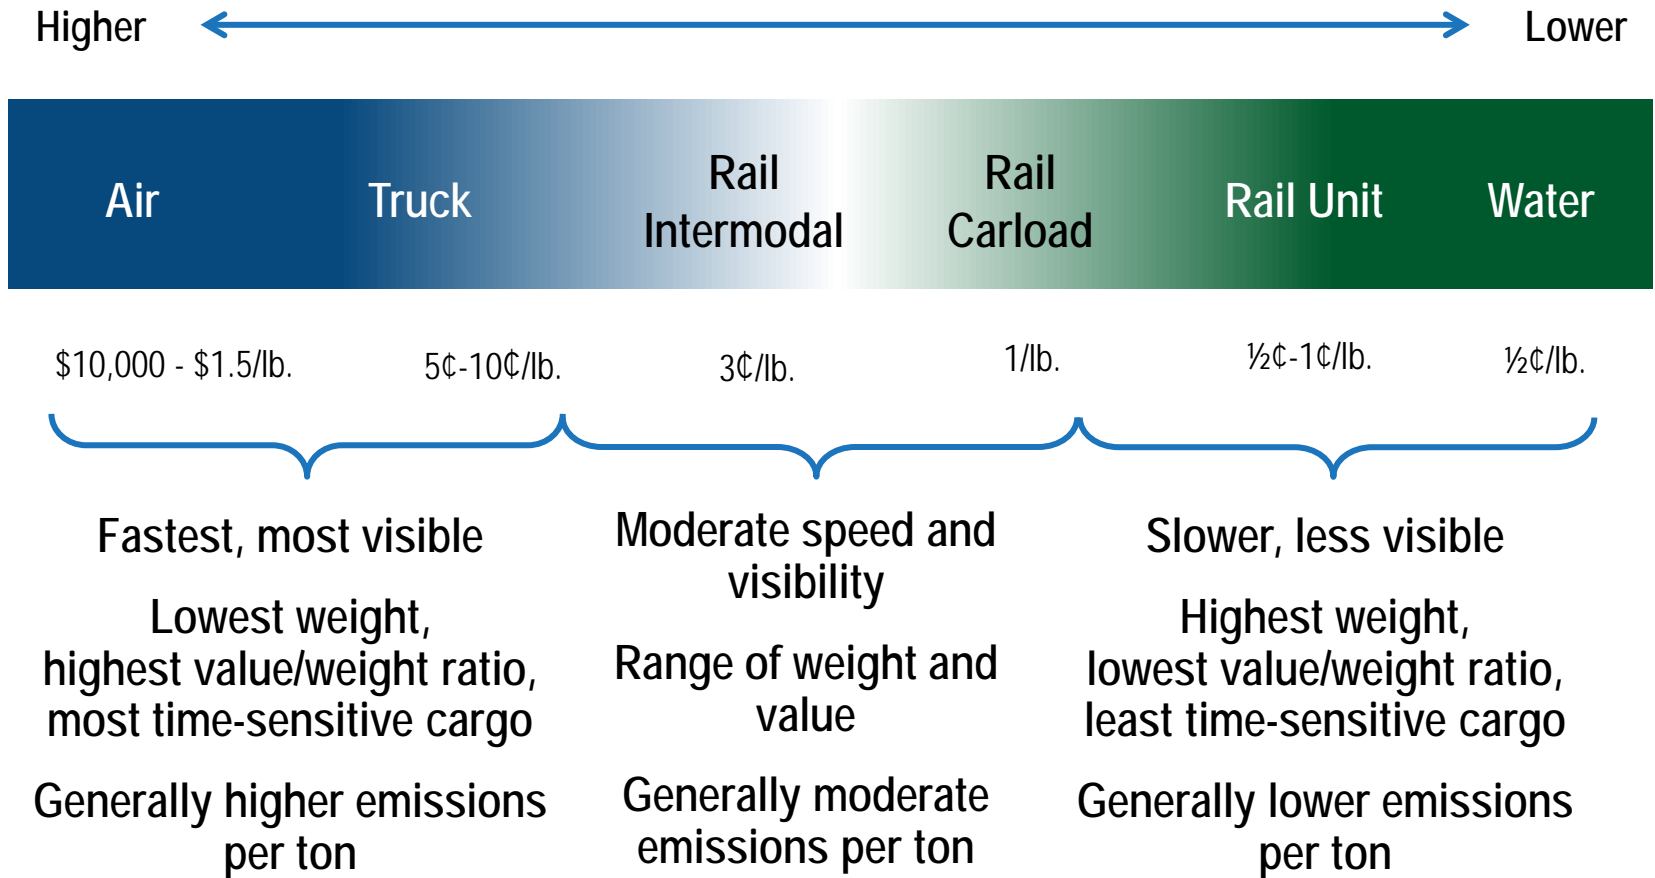 Higher
Lower
Air
Truck
Rail
Intermodal
Rail
Carload
Rail Unit
Water
$10,000 - $1.5/lb.
5¢-10¢/lb.
3¢/lb.
1/lb.
½¢-1¢/lb.
½¢/lb.
Fastest, most visible
Lowest weight,
highest value/weight ratio,
most time-sensitive cargo
Generally higher emissions
per ton
Moderate speed and
visibility
Range of weight and
value
Generally moderate
emissions per ton
Slower, less visible
Highest weight,
lowest value/weight ratio,
least time-sensitive cargo
Generally lower emissions
per ton